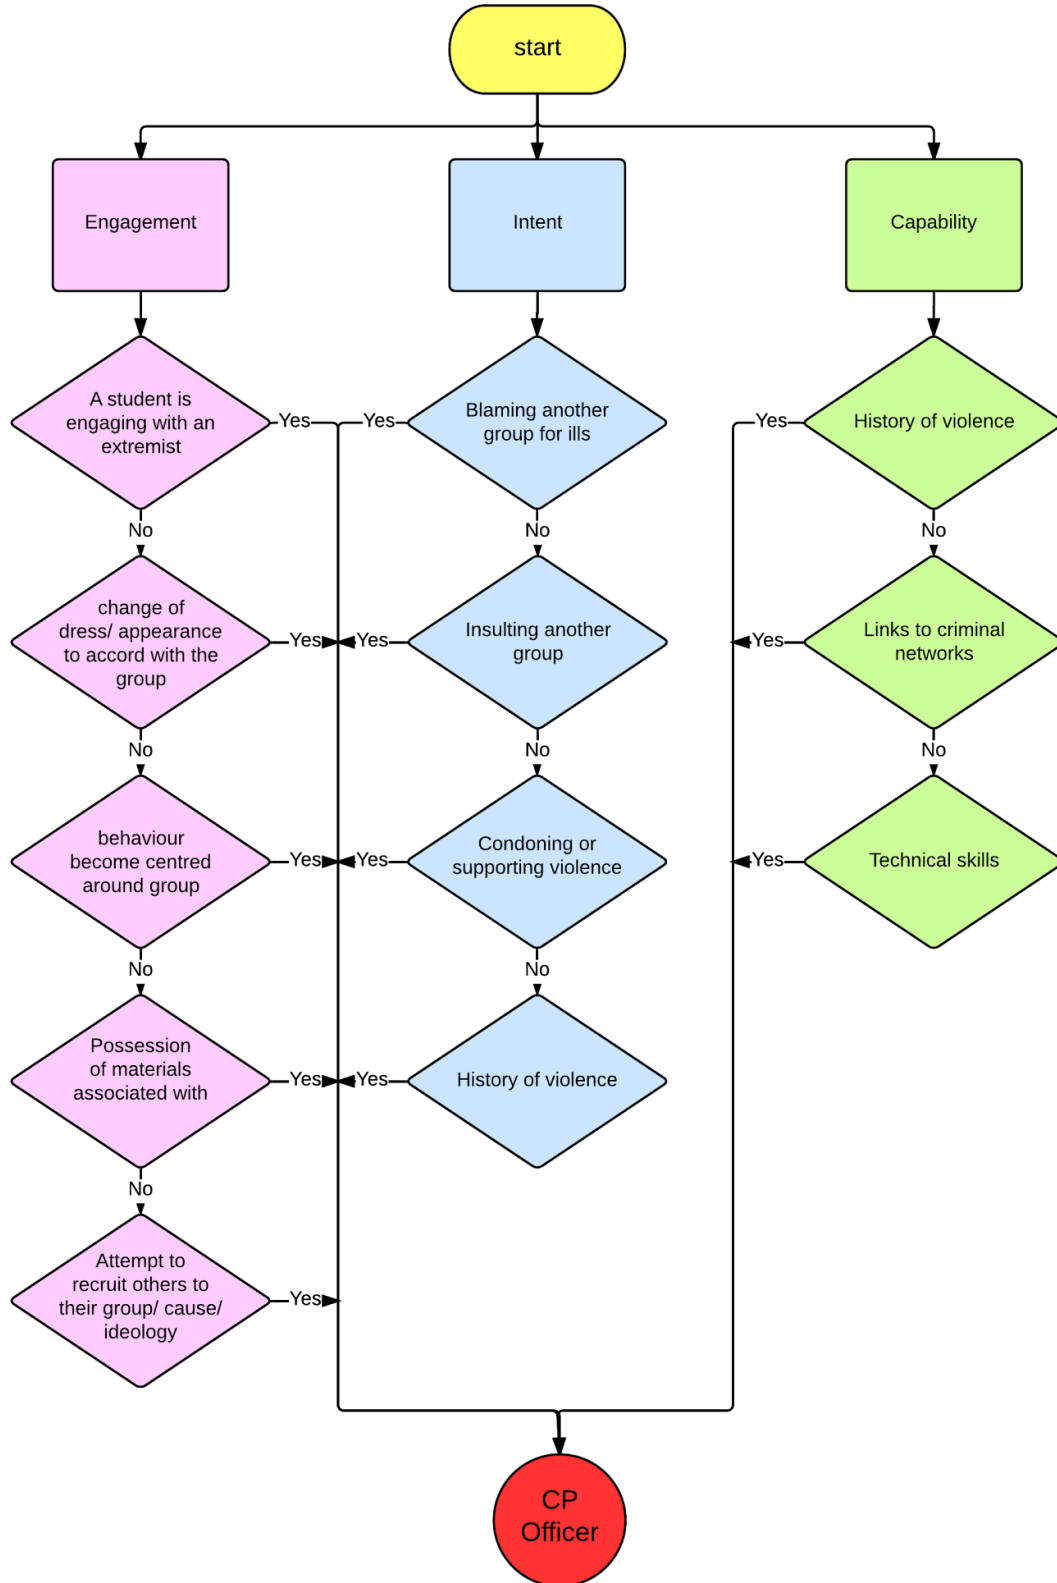 start
Engagement
Intent
Capability
A student is
engaging with an
extremist
Yes
Yes
Blaming another
group for ills
Yes
History of violence
No
No
No
change of
dress/ appearance
to accord with the
group
Yes
Yes
Insulting another
group
Yes
Links to criminal
networks
No
No
No
behaviour
become centred
around group
Yes
Yes
Condoning or
supporting violence
Yes
Technical skills
No
No
Possession
of materials
associated with
Yes
Yes
History of violence
No
Attempt to
recruit others to
their group/ cause/
ideology
Yes
CP
Officer